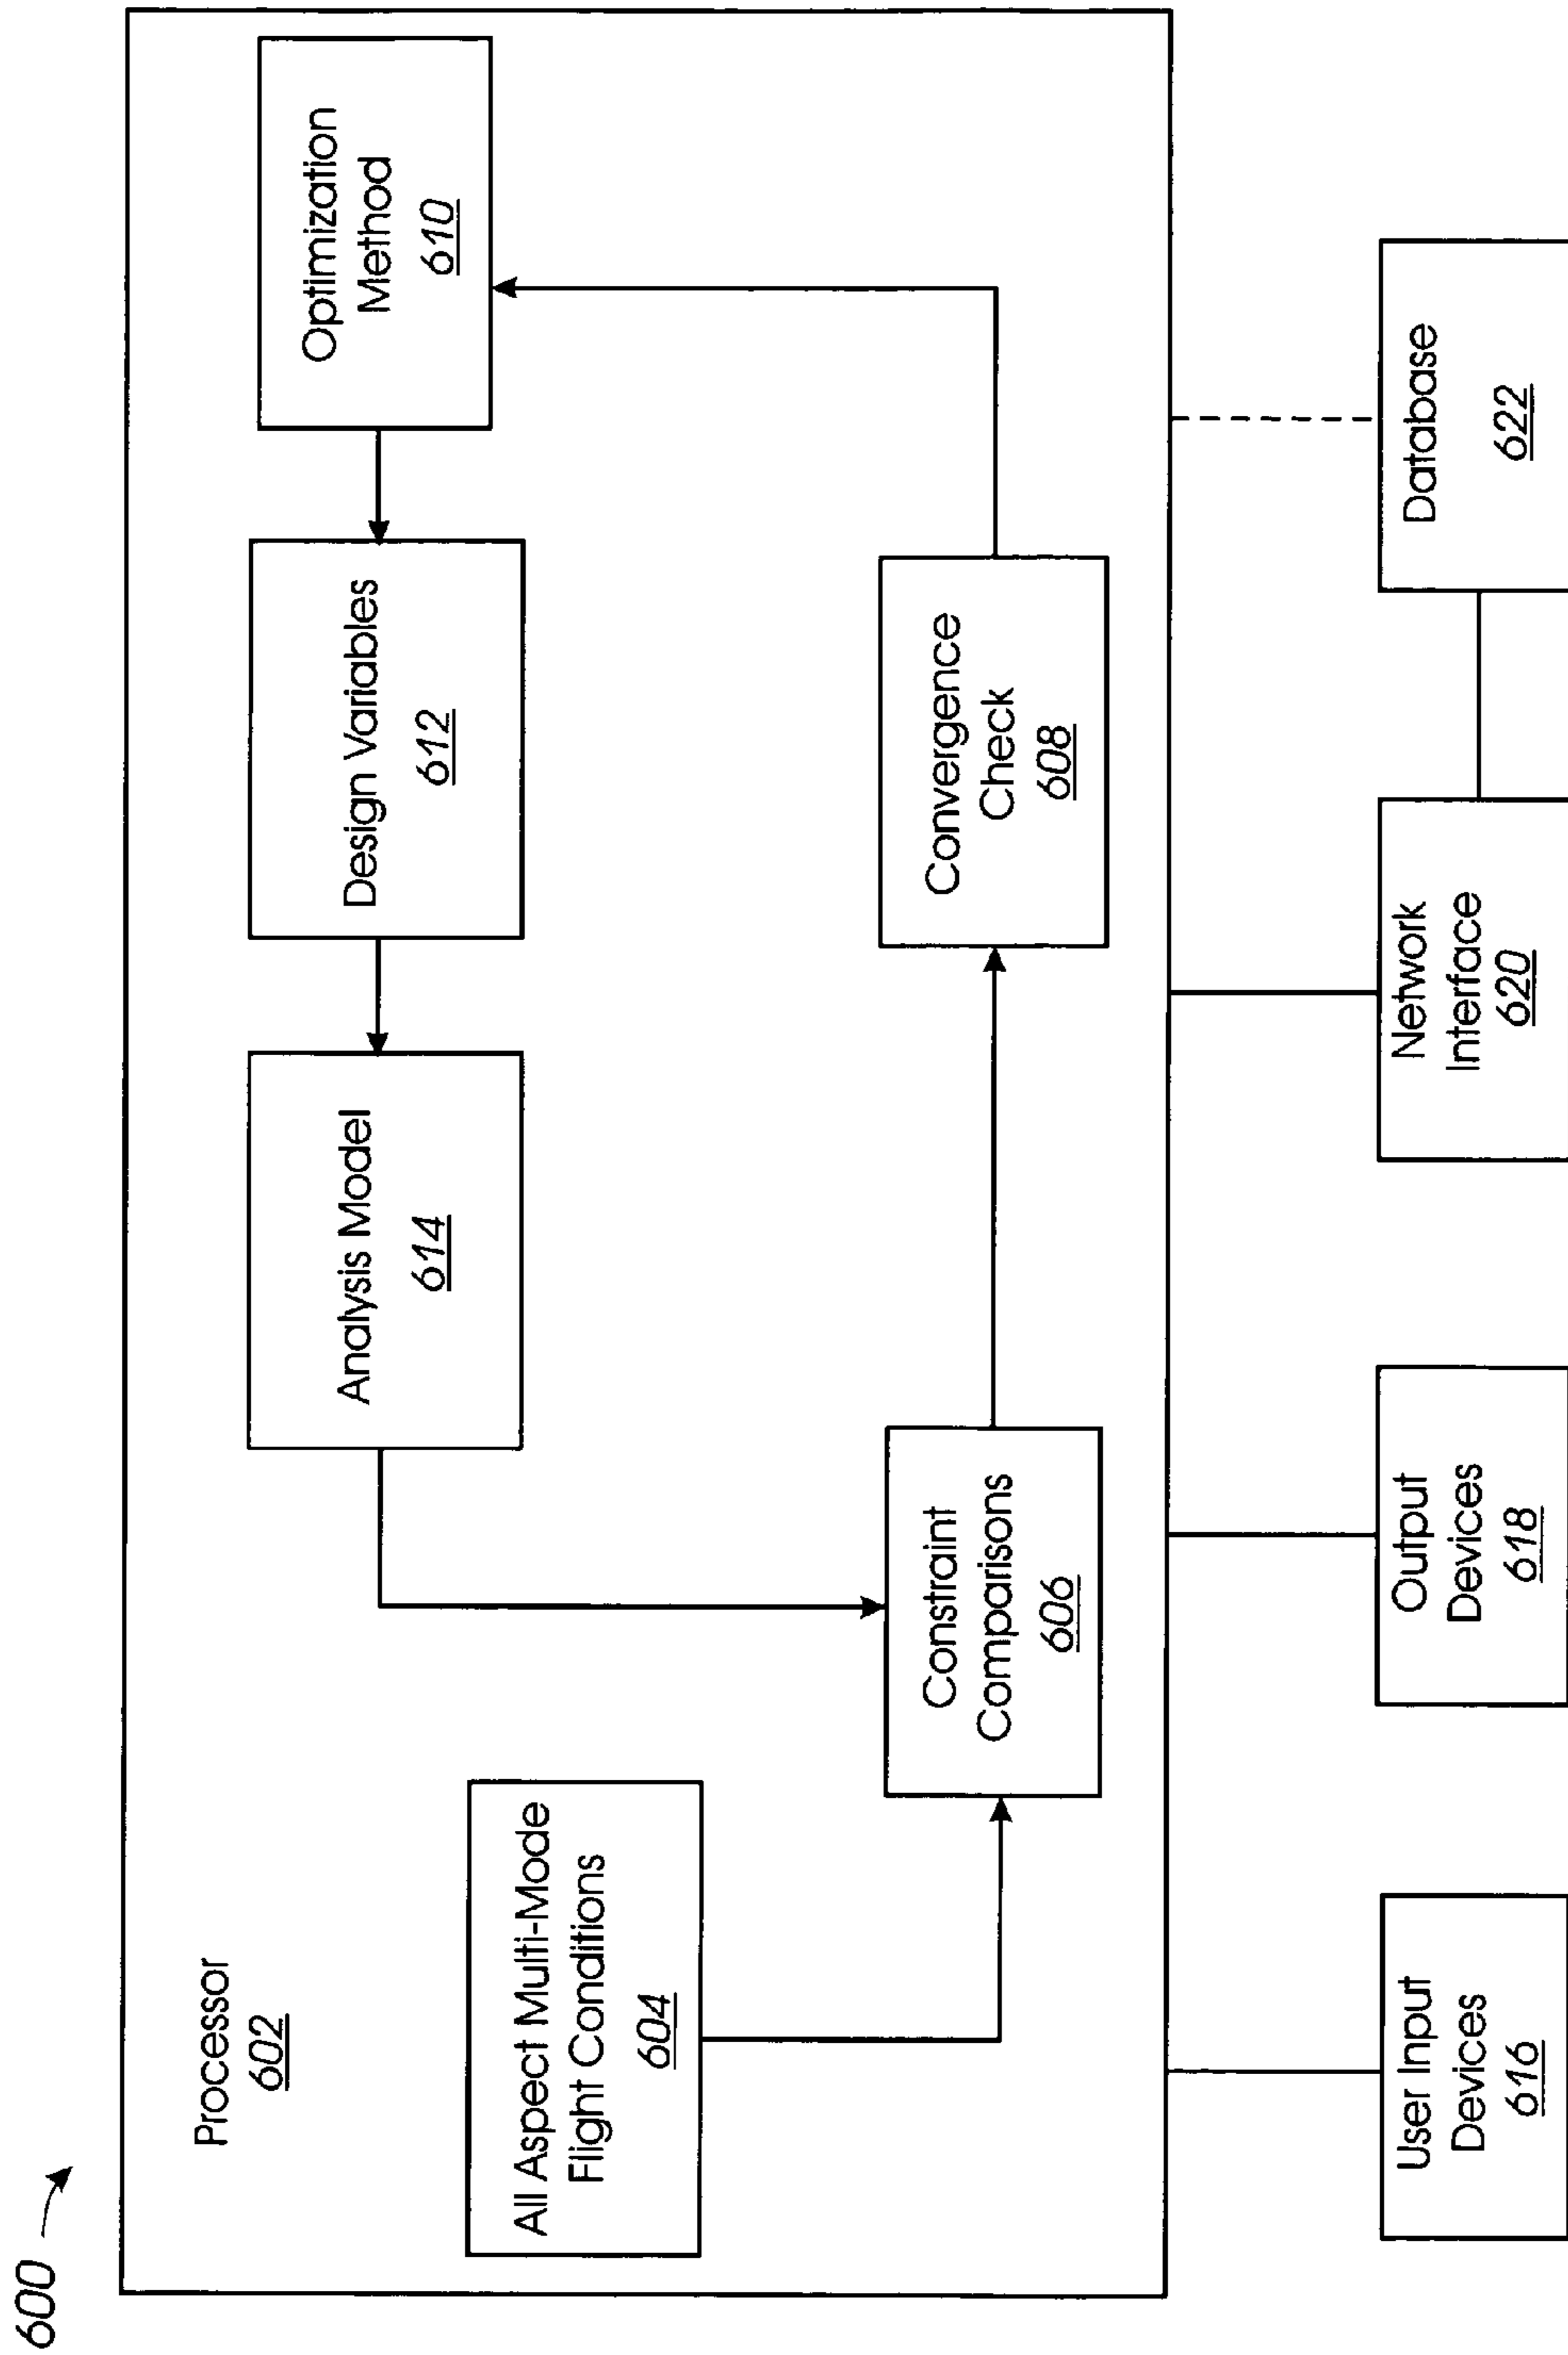 600
Processor
602
All Aspect Multi-Mode
Flight Conditions
604
Analysis Model
614
Design Variables
612
Optimization
Method
610
Constraint
Comparisons
606
Convergence
Check
608
User Input
Devices
616
Output
Devices
618
Network
Interface
620
Database
622